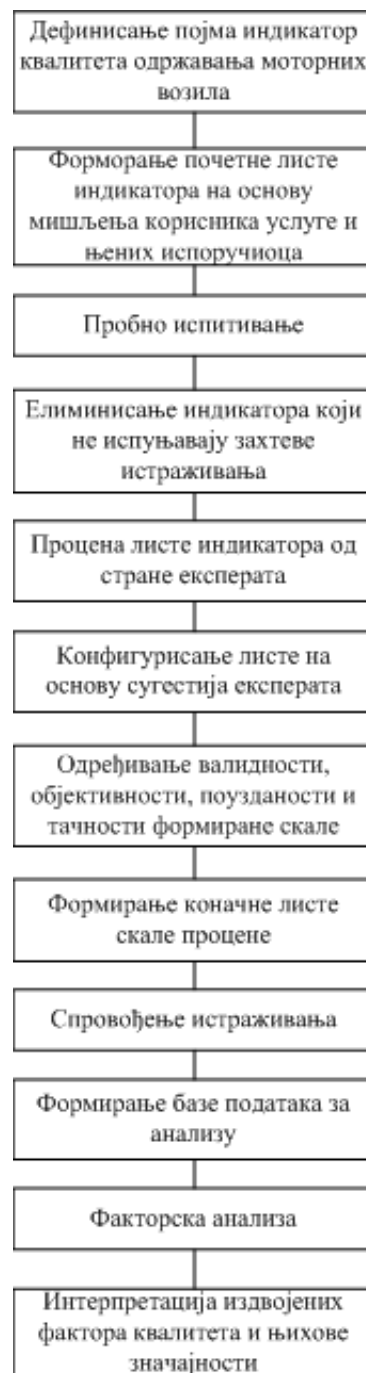 Дефинисање појма индикатор
квалитета одржавања моторних
возила
Форморање почетне листе
индикатора на основу
мишљења корисника услуге и
њених испоручиоца
Пробно испитивање
Елиминисање индикатора који
не испуњавају захтеве
истраживања
Процена листе индикатора од
стране експерата
Конфигурисање листе на
основу сугестија експерата
Одређивање валидности,
објективности, поузданости и
тачности формиране скале
Формирање коначне листе
скале процене
Спровођење истраживања
Формирање базе података за
анализу
Факторска анализа
Интерпретација издвојених
фактора квалитета и њихове
значајности